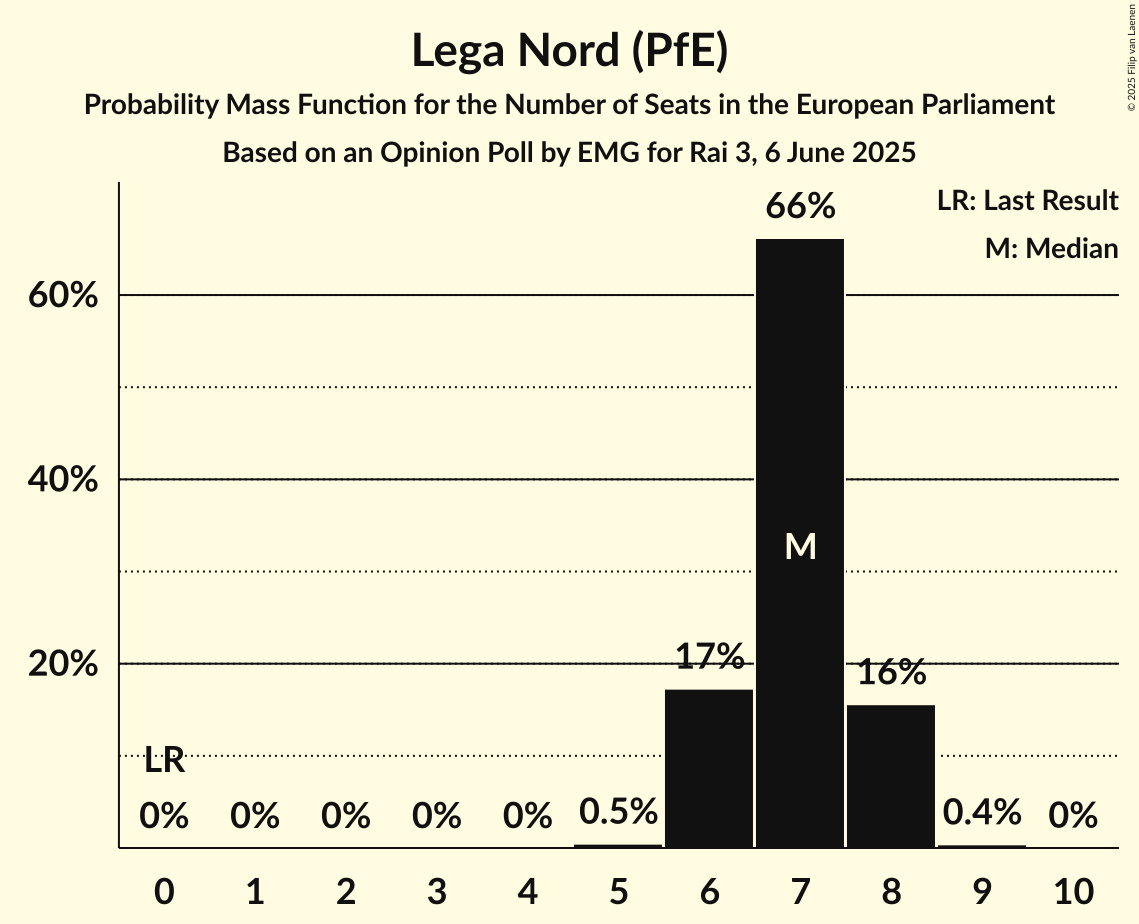 Lega Nord (PfE)
Probability Mass Function for the Number of Seats in the European Parliament
Based on an Opinion Poll by EMG for Rai 3, 6 June 2025
© 2025 Filip van Laenen
LR: Last Result
M: Median
66%
60%
40%
M
20%
17%
16%
LR
0% 0% 0% 0% 0% 0.5% 0.4% 0%
0 1 2 3 4 5 6 7 8 9 10